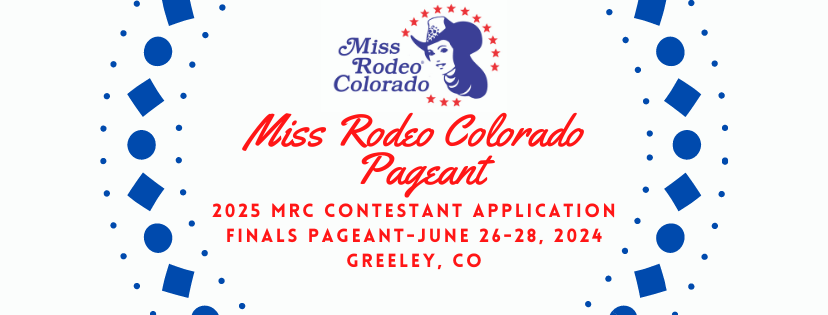 Miss
Rodeo
Colorado
Miss Rodeo Colorado
Pageant
2025 MRC CONTESTANT APPLICATION
FINALS PAGEANT-JUNE 26-28, 2024
GREELEY, CO